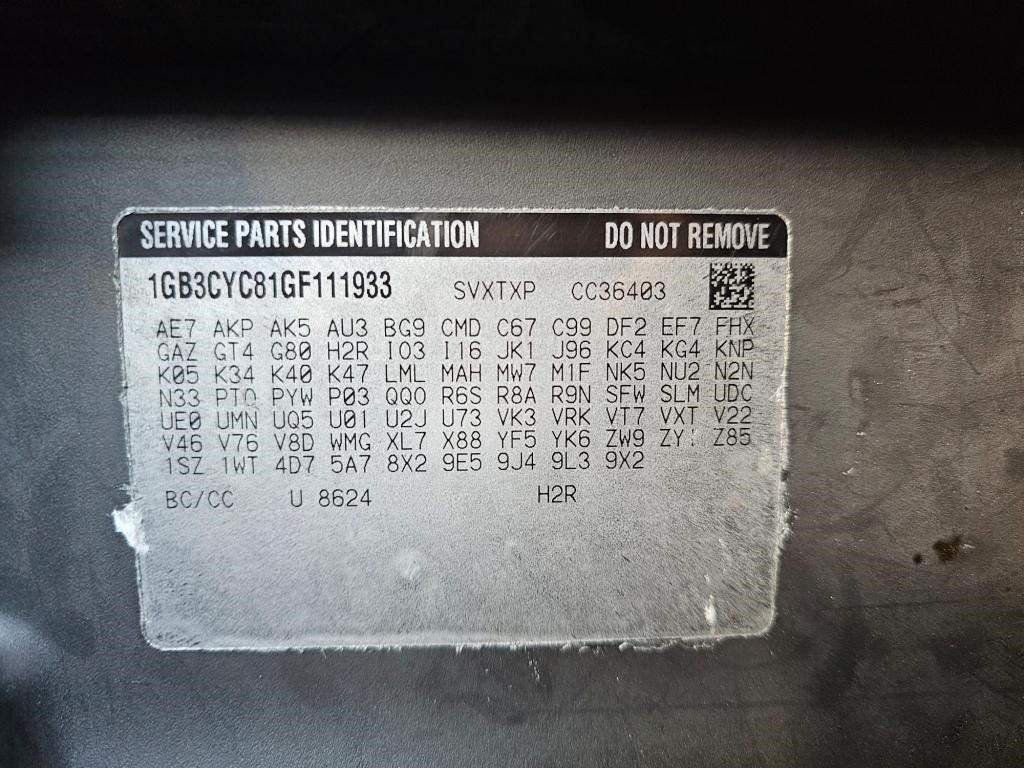 SERVICE PARTS IDENTIFICATION DO NOT REMOVE
1GB3CYC81GF111933 SVXTXP CC36403
AE7 AKP AK5 AU3 BG9 CMD C67 C99 DF2 EF7 FHX
GAZ GT4 G80 H2R I03 I16 JK1 J96 KC4 KG4 KNP
K05 K34 K40 K47 LML MAH MW7 M1F NK5 NU2 N2N
N33 PTO PYW P03 QQO R6S R8A R9N SFW SLM UDC
UE0 UMN UQ5 U01 U2J U73 VK3 VRK VT7 VXT V22
V46 V76 V8D WMG XL7 X88 YF5 YK6 ZW9 Z85
1SZ 1WT 4D7 5A7 8X2 9E5 9J4 9L3 9X2
BC/CC U 8624 H2R